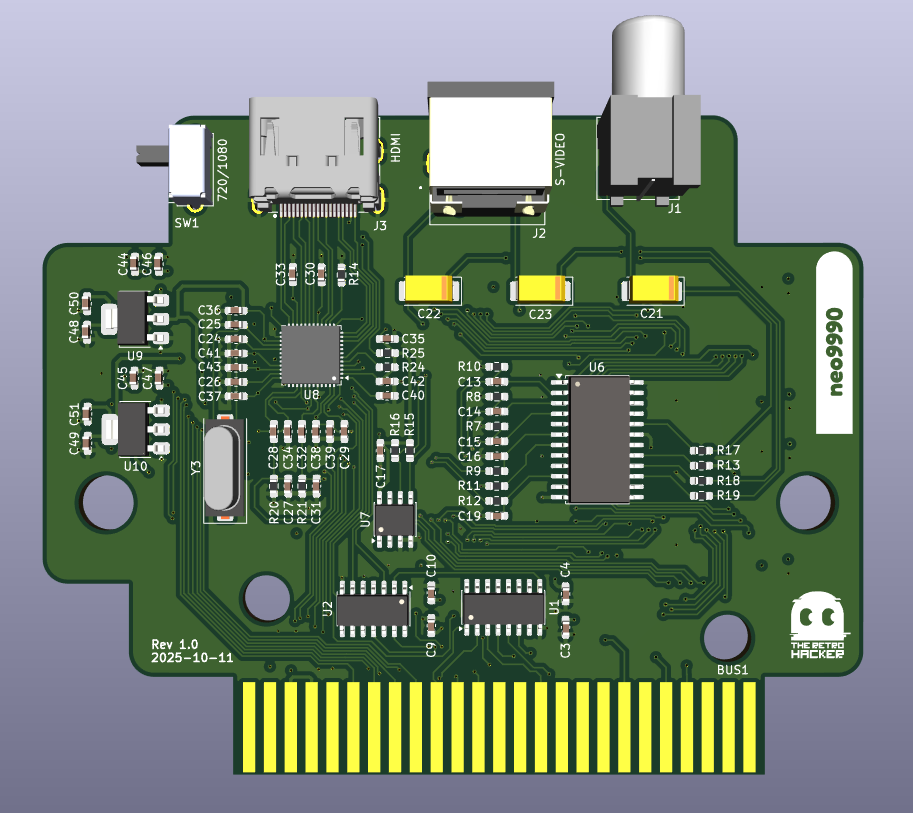 HDMI
S-VIDEO
720/1080
SW1
J3
J2
J1
C44
C46
C33
C30
R14
C50
C48
U9
C36
C25
C24
C41
C43
C26
C37
U8
C35
R25
R24
C42
C40
C22
C23
C21
neo9990
C45
C47
C51
C49
U10
Y3
C28
C34
C32
C38
C39
C29
R20
C27
R21
C31
C17
R16
R15
U7
R10
C13
R8
C14
R7
C15
C16
R9
R11
R12
C19
U6
R17
R13
R18
R19
U2
C10
C9
U1
C4
C3
Rev 1.0
2025-10-11
THE RETRO
HACKER
BUS1